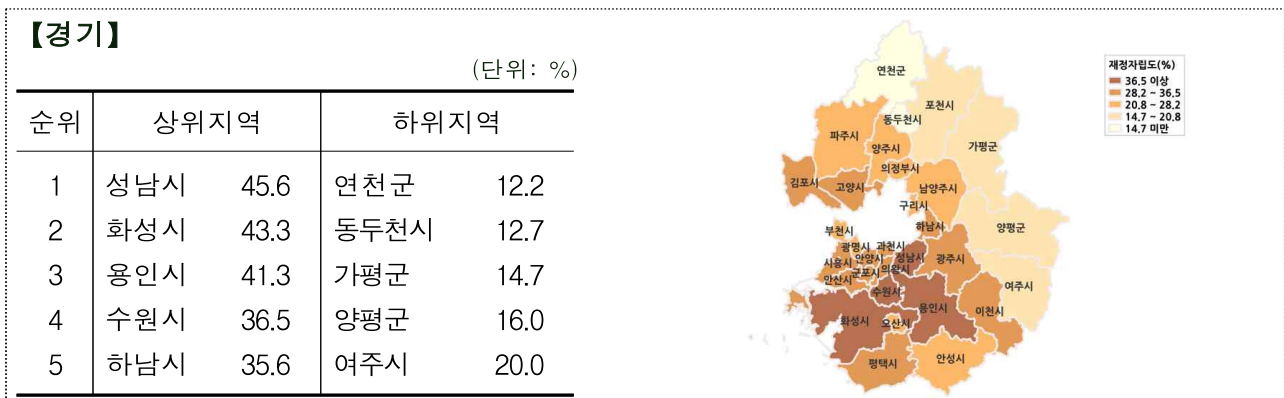 【경기】
(단위: %)
순위 상위지역 하위지역
1 성남시 45.6 연천군 12.2
2 화성시 43.3 동두천시 12.7
3 용인시 41.3 가평군 14.7
4 수원시 36.5 양평군 16.0
5 하남시 35.6 여주시 20.0
재정자립도(%)
36.5 이상
28.2 ~ 36.5
20.8 ~ 28.2
14.7 ~ 20.8
14.7 미만
연천군
포천시
동두천시
파주시
양주시
가평군
의정부시
김포시
고양시
남양주시
구리시
하남시
양평군
부천시
광명시
과천시
시흥시
안양시
성남시
광주시
군포시
의왕시
안산시
여주시
수원시
용인시
이천시
화성시
오산시
평택시
안성시